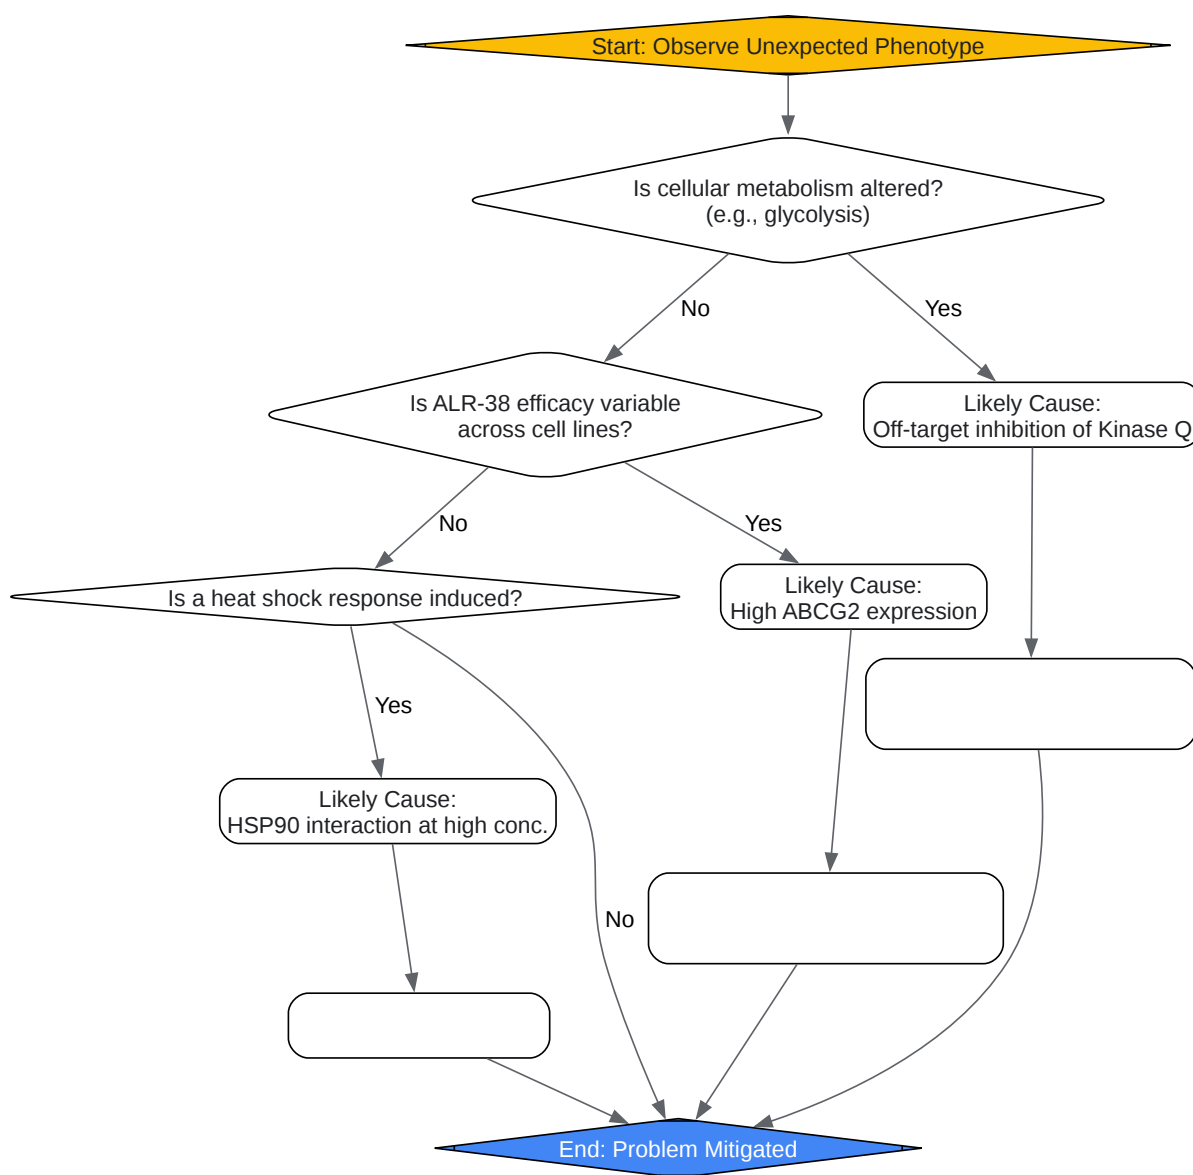 Start: Observe Unexpected Phenotype
Is cellular metabolism altered?
(e.g., glycolysis)
No
Yes
Is ALR-38 efficacy variable
across cell lines?
Likely Cause:
Off-target inhibition of Kinase Q
No
Yes
Is a heat shock response induced?
Likely Cause:
High ABCG2 expression
Yes
Likely Cause:
HSP90 interaction at high conc.
No
End: Problem Mitigated